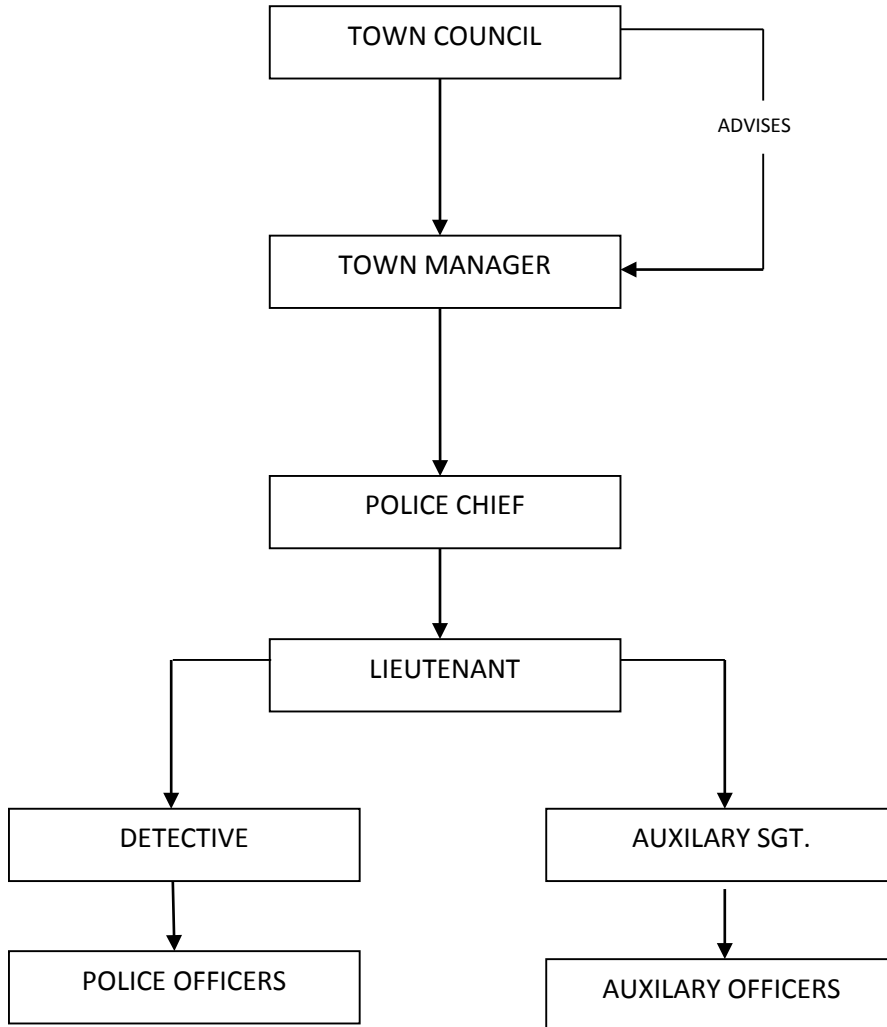 TOWN COUNCIL
ADVISES
TOWN MANAGER
POLICE CHIEF
LIEUTENANT
DETECTIVE
AUXILARY SGT.
POLICE OFFICERS
AUXILARY OFFICERS